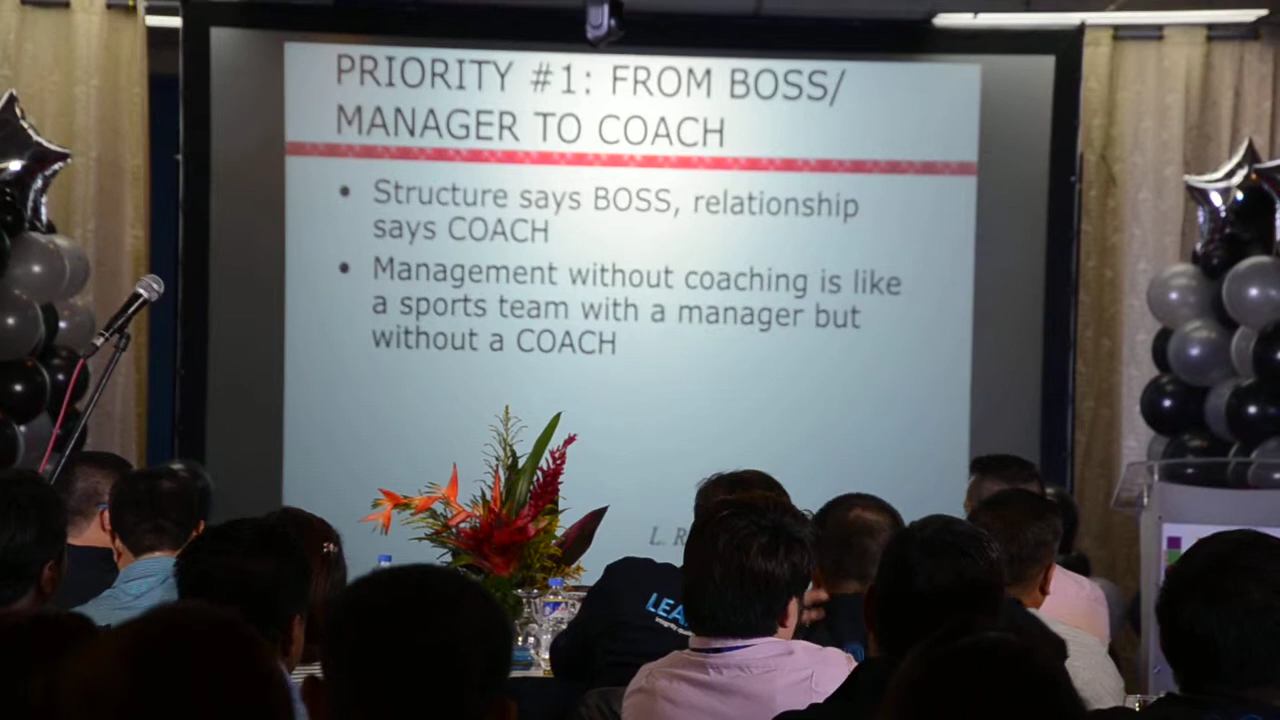 PRIORITY #1: FROM BOSS/
MANAGER TO COACH
• Structure says BOSS, relationship
says COACH
• Management without coaching is like
a sports team with a manager but
without a COACH
L. R